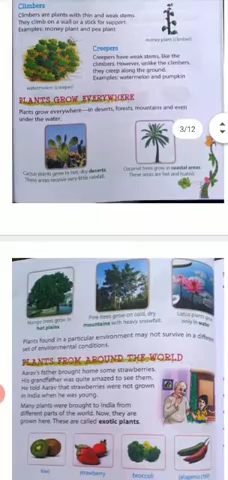 Climbers
Climbers are plants with thin and weak stems.
They climb on a wall or a stick for support.
Examples: money plant and pea plant
money plant (climber)
Creepers
Creepers have weak stems, like the
climbers. However, unlike the climbers,
they creep along the ground.
Examples: watermelon and pumpkin
watermelon (creeper)
PLANTS GROW EVERYWHERE
Plants grow everywhere—in deserts, forests, mountains and even
under the water.
3/12
Cactus plants grow in hot, dry deserts.
These areas receive very little rainfall.
Coconut trees grow in coastal areas.
These areas are hot and humid.
Mango trees grow in
hot plains
Pine trees grow on cold, dry
mountains with heavy snowfall.
Lotus plants grow
only in water
Plants found in a particular environment may not survive in a different
set of environmental conditions.
PLANTS FROM AROUND THE WORLD
Aarav's father brought home some strawberries.
His grandfather was quite amazed to see them.
He told Aarav that strawberries were not grown
in India when he was young.
Many plants were brought to India from
different parts of the world. Now, they are
grown here. These are called exotic plants.
kiwi
strawberry
broccoli
jalapeno chilli